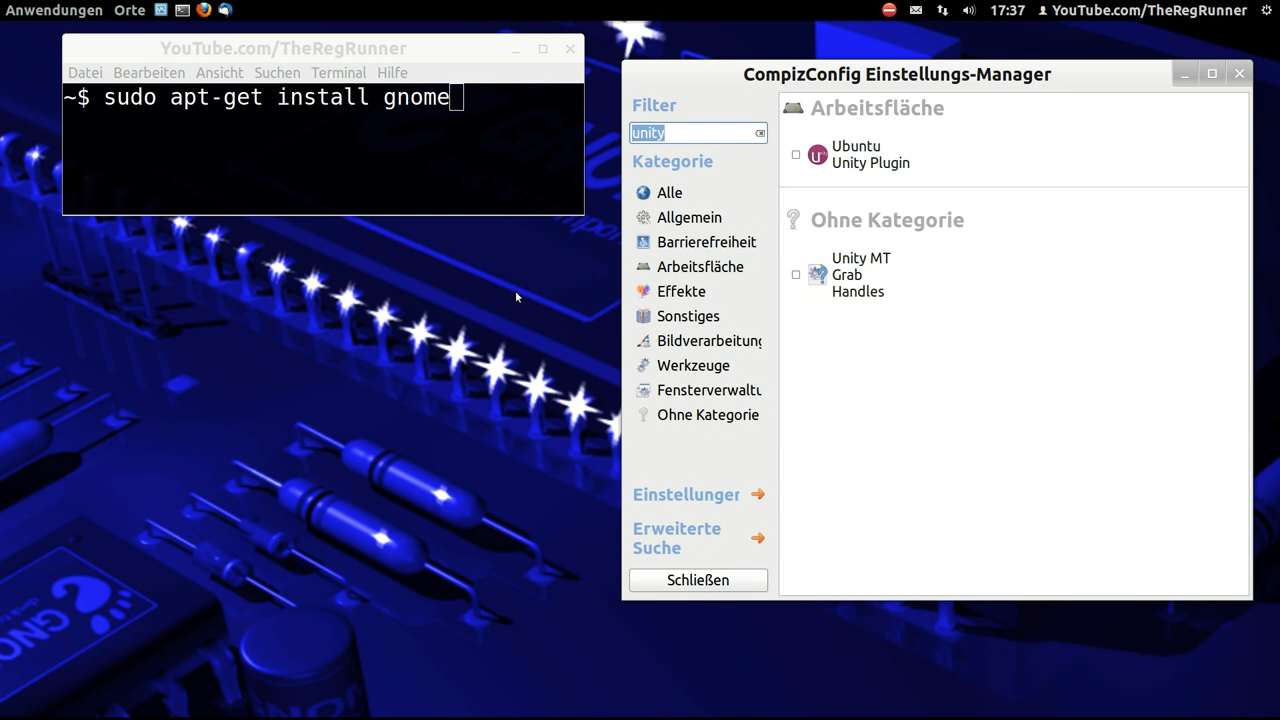 Anwendungen Orte 17:37 YouTube.com/TheRegRunner
YouTube.com/TheRegRunner
Datei Bearbeiten Ansicht Suchen Terminal Hilfe
~$ sudo apt-get install gnome
CompizConfig Einstellungs-Manager
Filter
unity
Kategorie
Alle
Allgemein
Barrierefreiheit
Arbeitsfläche
Effekte
Sonstiges
Bildverarbeitung
Werkzeuge
Fensterverwaltu
Ohne Kategorie
Einstellunger
Erweiterte
Suche
Schließen
Arbeitsfläche
Ubuntu
Unity Plugin
Ohne Kategorie
Unity MT
Grab
Handles